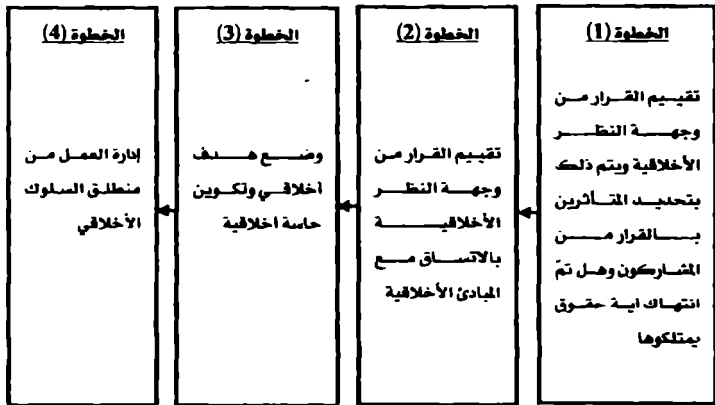 الخطوة (1)
تقييم القرار من
وجهة النظر
الأخلاقية ويتم ذلك
بتحديد المتأثرين
بالقرار من
المشاركون وهل تمّ
انتهاك اية حقوق
يمتلكوها
الخطوة (2)
تقييم القرار من
وجهة النظر
الأخلاقية
بالاتساق مع
المبادئ الأخلاقية
الخطوة (3)
وضع هدف
أخلاقي وتكوين
حاسة أخلاقية
الخطوة (4)
إدارة العمل من
منطلق السلوك
الأخلاقي